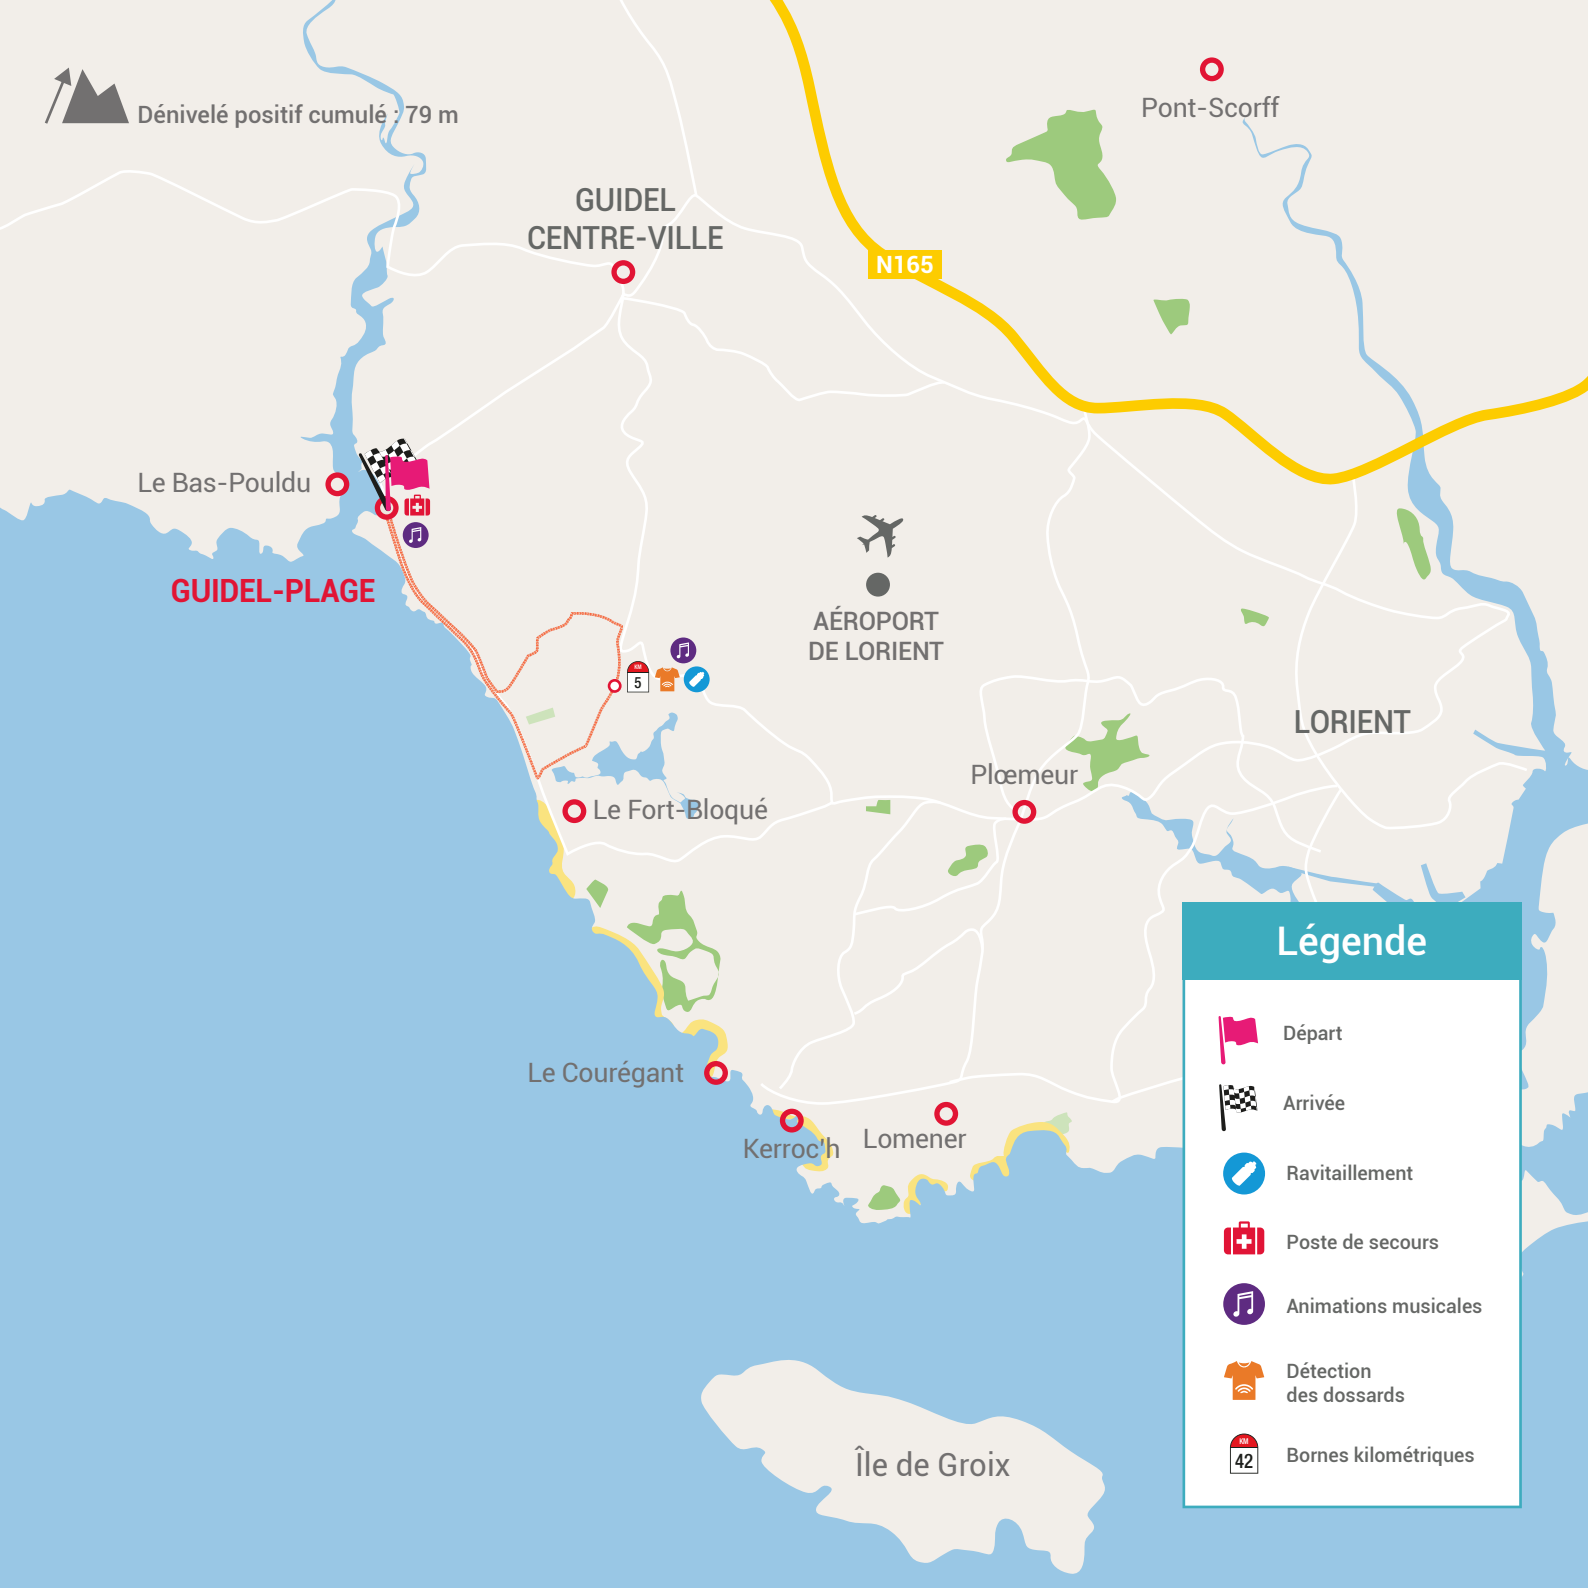 Dénivelé positif cumulé : 79 m
Pont-Scorff
GUIDEL
CENTRE-VILLE
N165
Le Bas-Pouldu
GUIDEL-PLAGE
AÉROPORT
DE LORIENT
KM
5
LORIENT
Plœmeur
Le Fort-Bloqué
Le Courégant
Kerroc'h
Lomener
Île de Groix
Légende
Départ
Arrivée
Ravitaillement
Poste de secours
Animations musicales
Détection
des dossards
KM
42
Bornes kilométriques